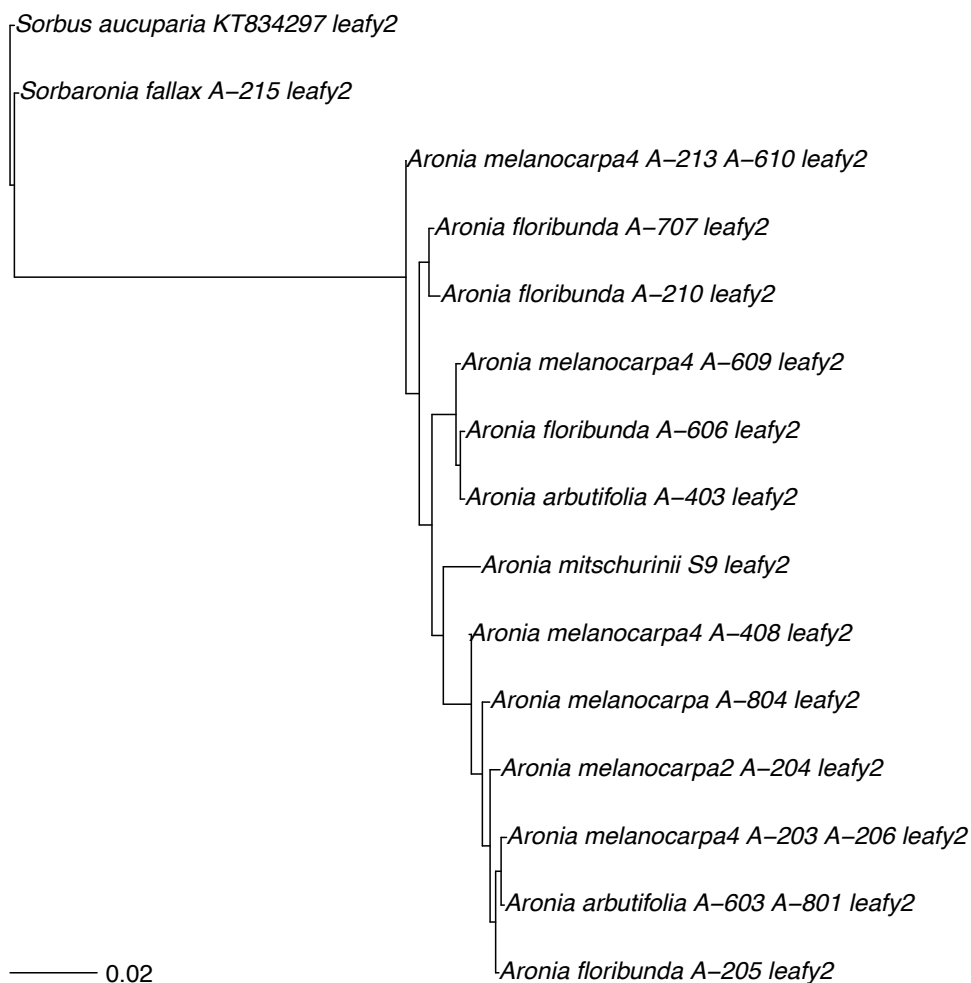 Sorbus aucuparia KT834297 leafy2
Sorbaronia fallax A−215 leafy2
Aronia melanocarpa4 A−213 A−610 leafy2
Aronia floribunda A−707 leafy2
Aronia floribunda A−210 leafy2
Aronia melanocarpa4 A−609 leafy2
Aronia floribunda A−606 leafy2
Aronia arbutifolia A−403 leafy2
Aronia mitschurinii S9 leafy2
Aronia melanocarpa4 A−408 leafy2
Aronia melanocarpa A−804 leafy2
Aronia melanocarpa2 A−204 leafy2
Aronia melanocarpa4 A−203 A−206 leafy2
Aronia arbutifolia A−603 A−801 leafy2
Aronia floribunda A−205 leafy2
0.02